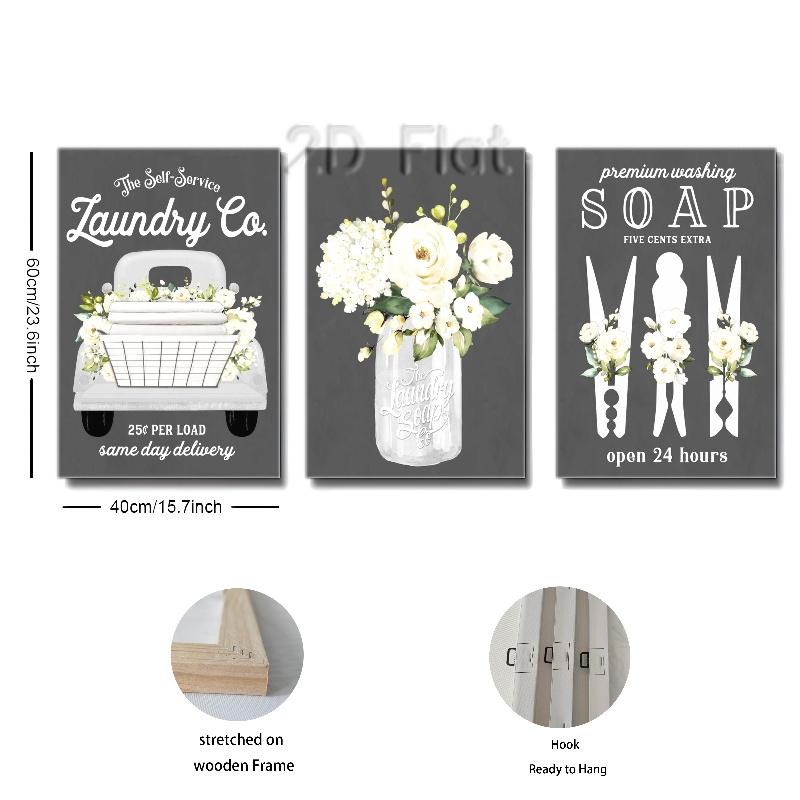 2D Flat
The Self-Service
Laundry Co.
25¢ PER LOAD
same day delivery
The
Laundry
Soap
Co
premium washing
SOAP
FIVE CENTS EXTRA
open 24 hours
60cm/23.6inch
40cm/15.7inch
stretched on
wooden Frame
Hook
Ready to Hang